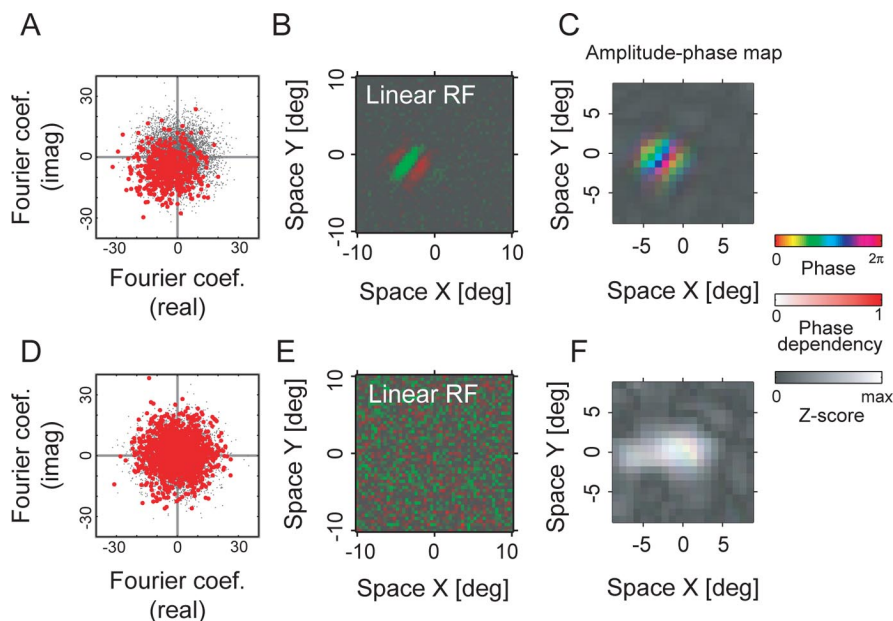 A
B
C
Amplitude-phase map
Fourier coef.
(imag)
30
0
-30
-30
0
30
Fourier coef.
(real)
Linear RF
Space Y [deg]
10
0
-10
-10
0
10
Space X [deg]
Space Y [deg]
5
0
-5
-5
0
5
Space X [deg]
0
2π
Phase
0
1
Phase
dependency
0
max
Z-score
D
E
F
Fourier coef.
(imag)
30
0
-30
-30
0
30
Fourier coef.
(real)
Linear RF
Space Y [deg]
10
0
-10
-10
0
10
Space X [deg]
Space Y [deg]
5
0
-5
-5
0
5
Space X [deg]